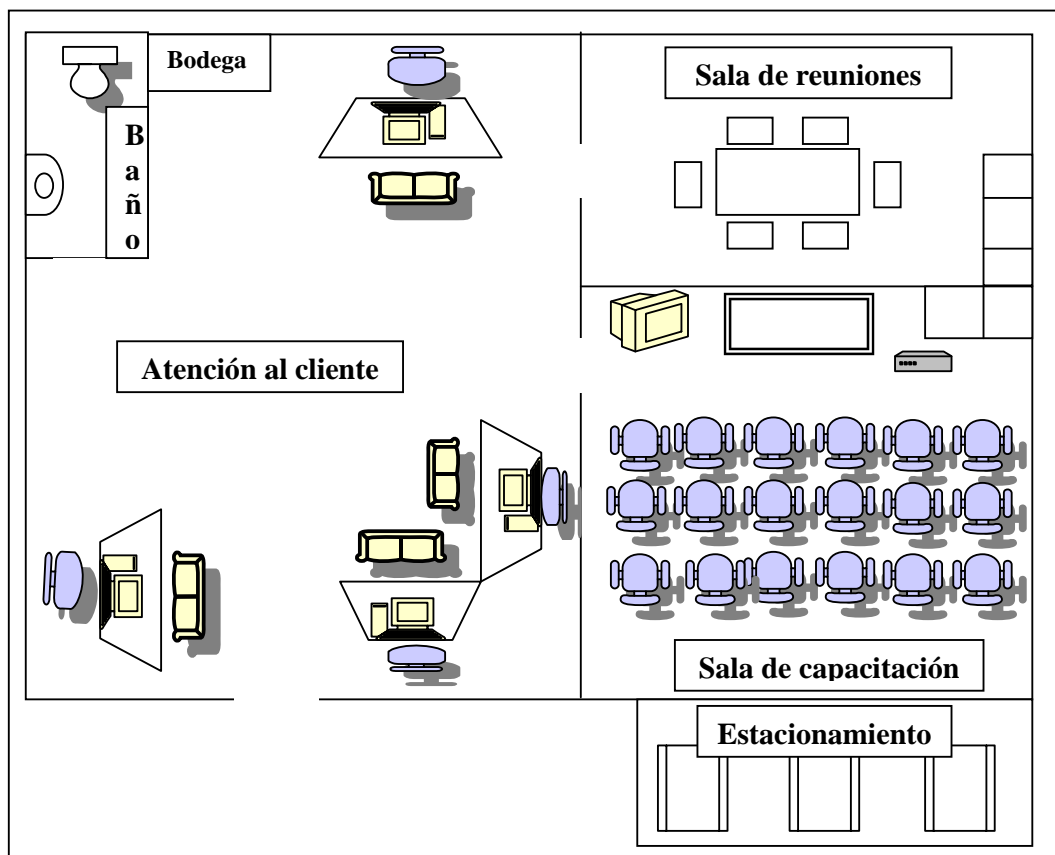 Bodega
Sala de reuniones
B
a
ñ
o
Atención al cliente
Sala de capacitación
Estacionamiento